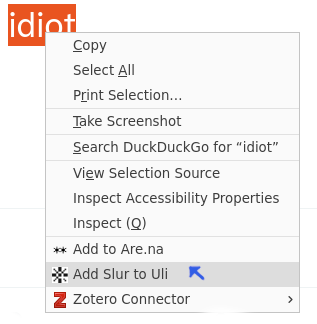 idiot
Copy
Select All
Print Selection…
Take Screenshot
Search DuckDuckGo for “idiot”
View Selection Source
Inspect Accessibility Properties
Inspect (Q)
Add to Are.na
Add Slur to Uli
Zotero Connector